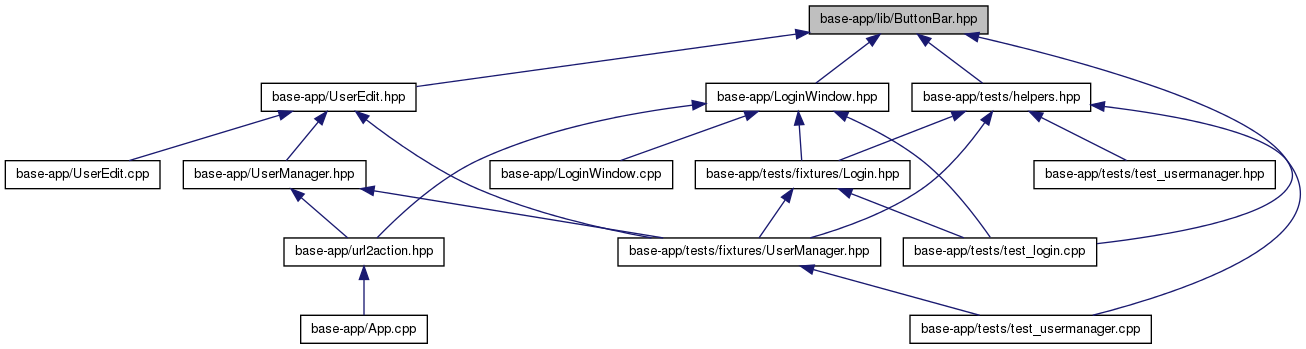 base-app/lib/ButtonBar.hpp
base-app/UserEdit.hpp
base-app/LoginWindow.hpp
base-app/tests/helpers.hpp
base-app/UserEdit.cpp
base-app/UserManager.hpp
base-app/LoginWindow.cpp
base-app/tests/fixtures/Login.hpp
base-app/tests/test_usermanager.hpp
base-app/url2action.hpp
base-app/tests/fixtures/UserManager.hpp
base-app/tests/test_login.cpp
base-app/App.cpp
base-app/tests/test_usermanager.cpp